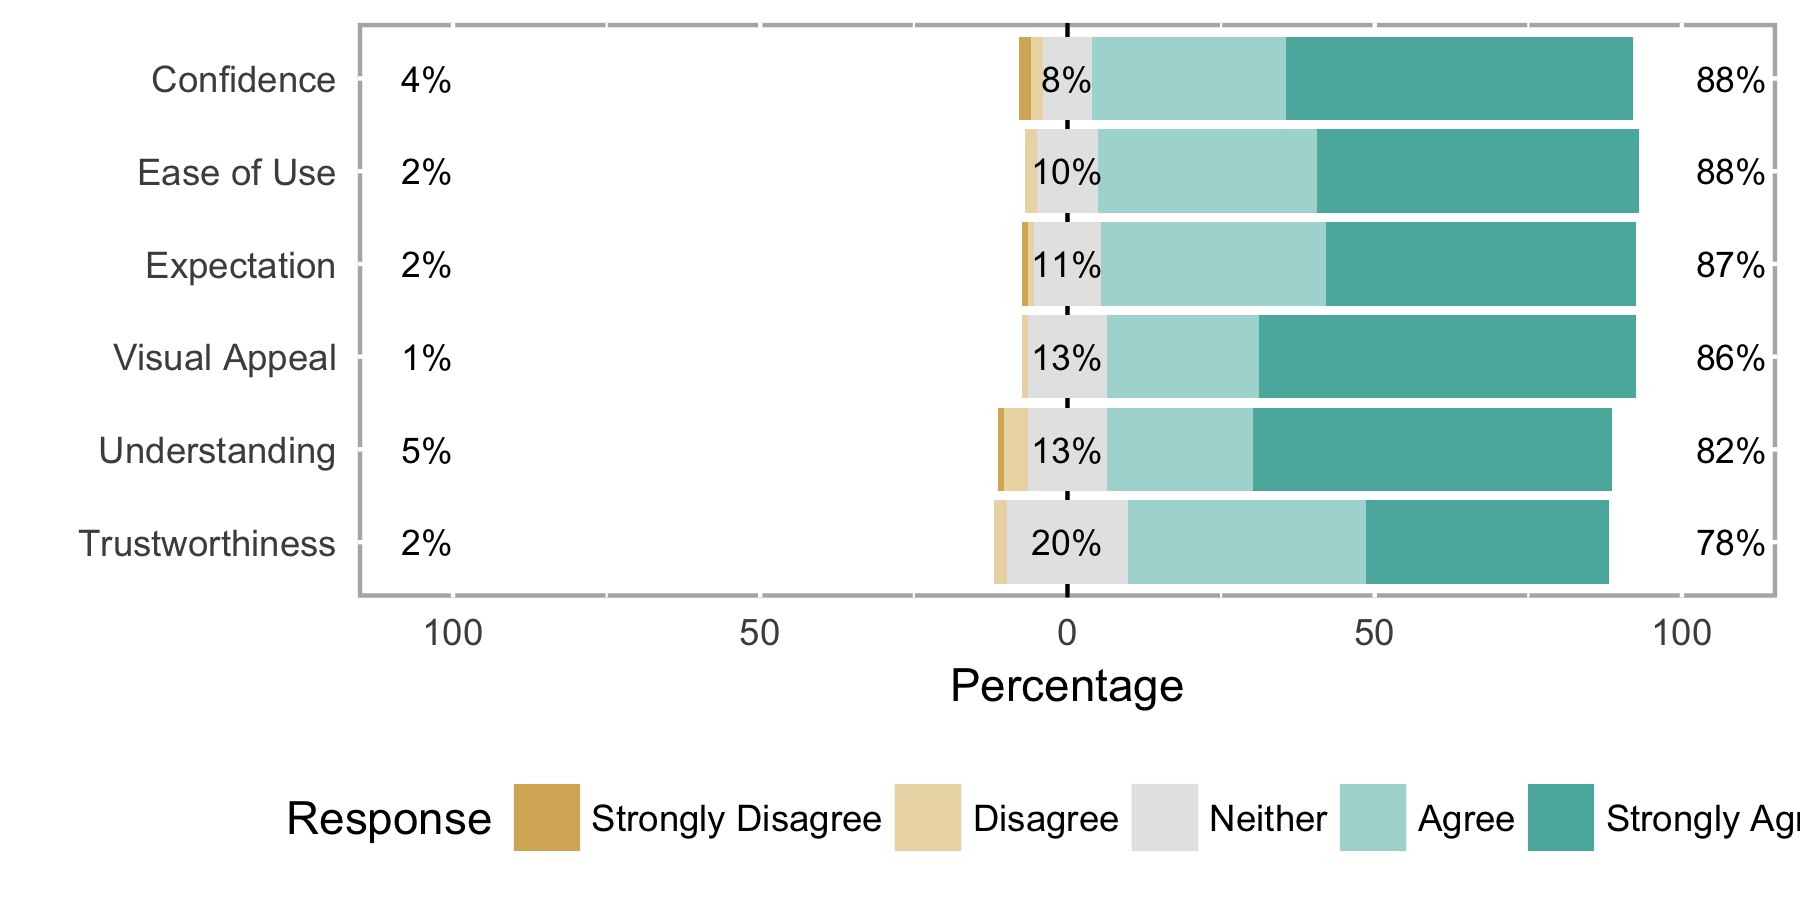 Confidence 4% 8% 88%
Ease of Use 2% 10% 88%
Expectation 2% 11% 87%
Visual Appeal 1% 13% 86%
Understanding 5% 13% 82%
Trustworthiness 2% 20% 78%
100 50 0 50 100
Percentage
Response Strongly Disagree Disagree Neither Agree Strongly Agr